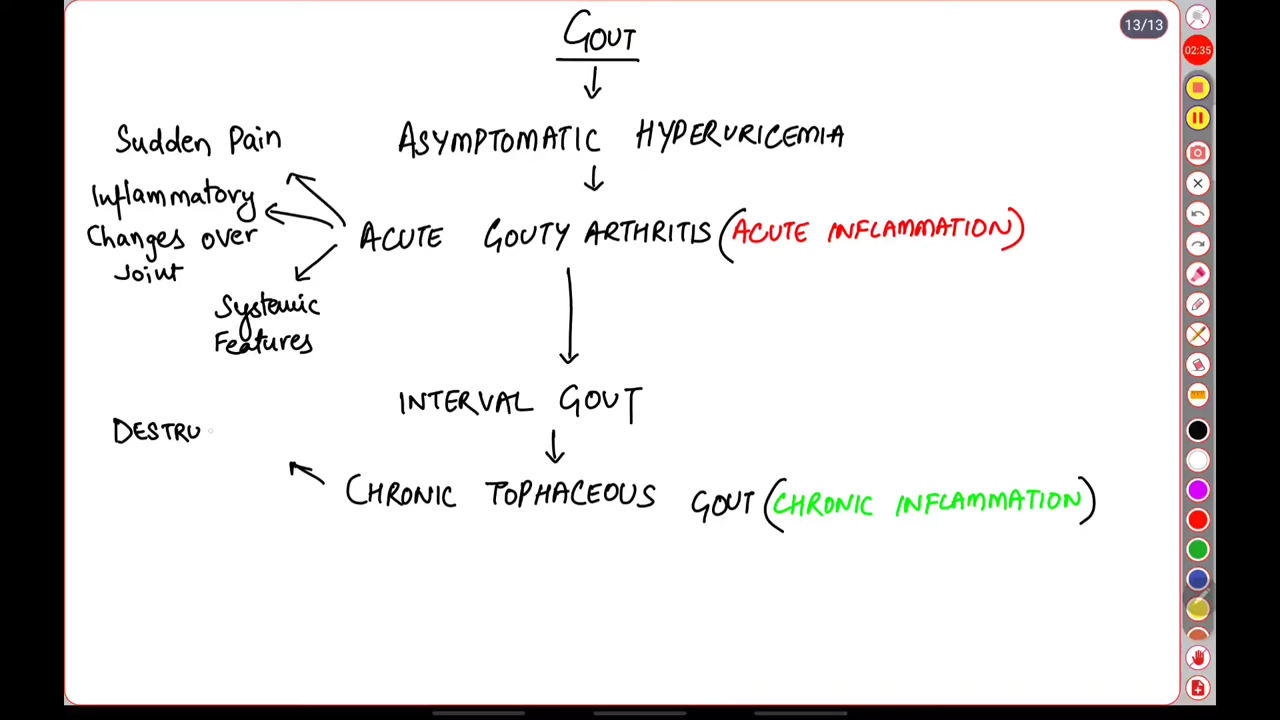 13/13
02:35
GOUT
ASYMPTOMATIC HYPERURICEMIA
Sudden Pain
Inflammatory
Changes over
Joint
ACUTE GOUTY ARTHRITIS (ACUTE INFLAMMATION)
Systemic
Features
INTERVAL GOUT
DESTRU
CHRONIC TOPHACEOUS GOUT (CHRONIC INFLAMMATION)